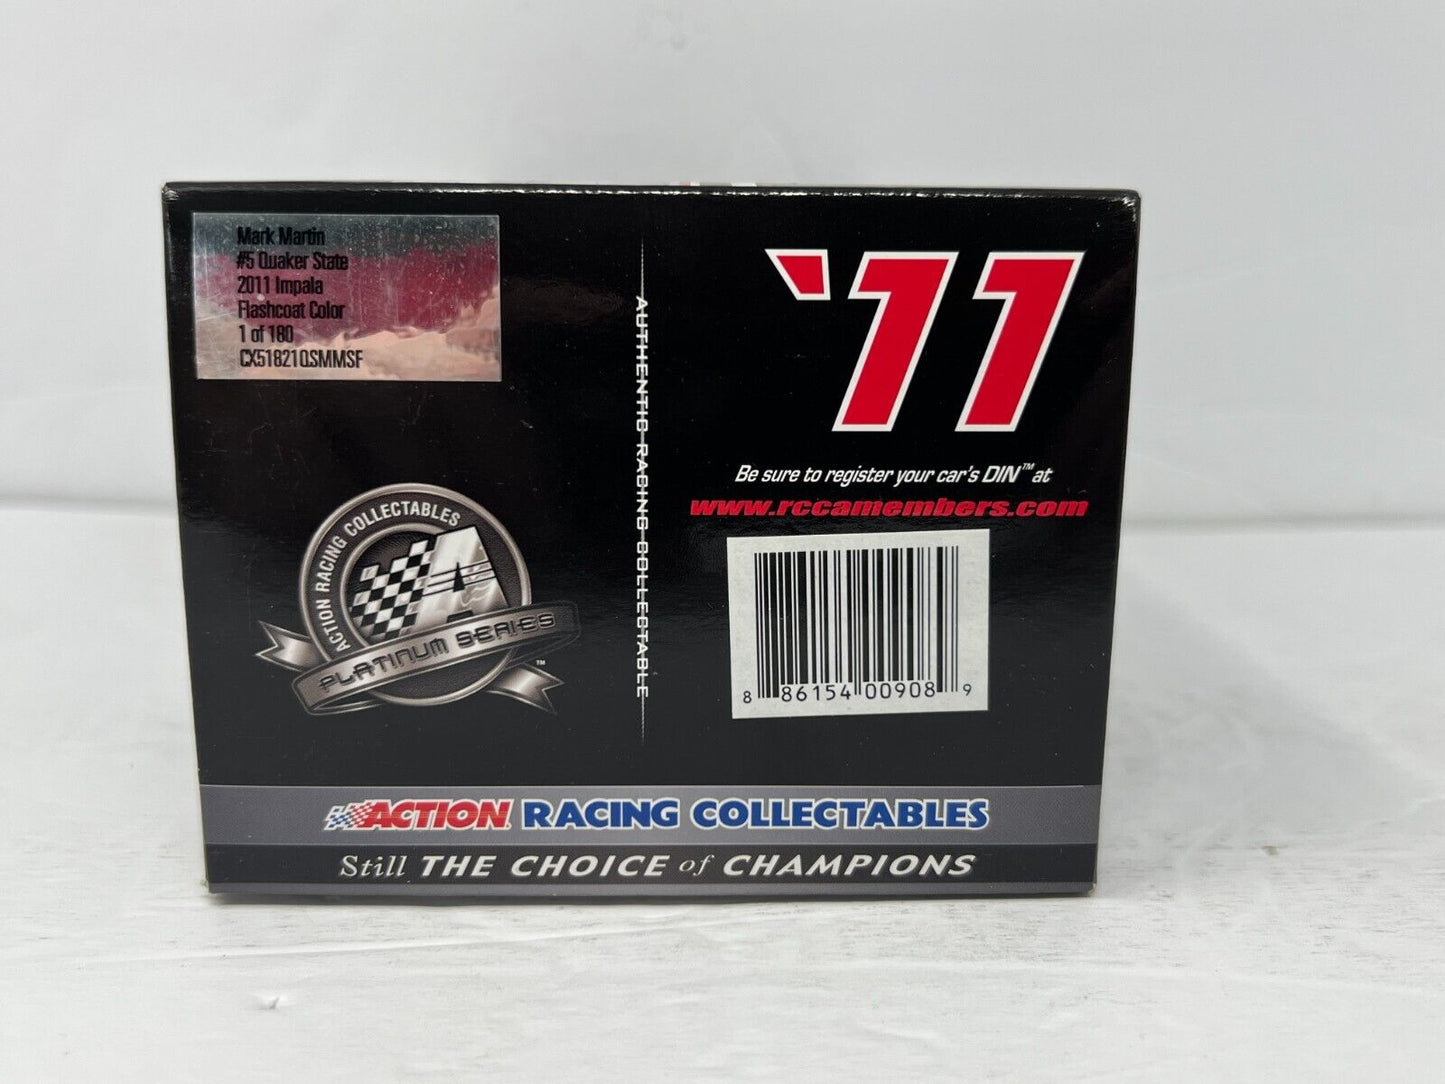 Mark Martin
#5 Quaker State
2011 Impala
Flashcoat Color
1 of 180
CX51821QSMMSF
ACTION RACING COLLECTABLES
A
PLATINUM SERIES™
AUTHENTIC RACING COLLECTABLE
'11
Be sure to register your car's DIN™ at
www.rccamembers.com
8 86154 00908 9
ACTION RACING COLLECTABLES
Still THE CHOICE of CHAMPIONS